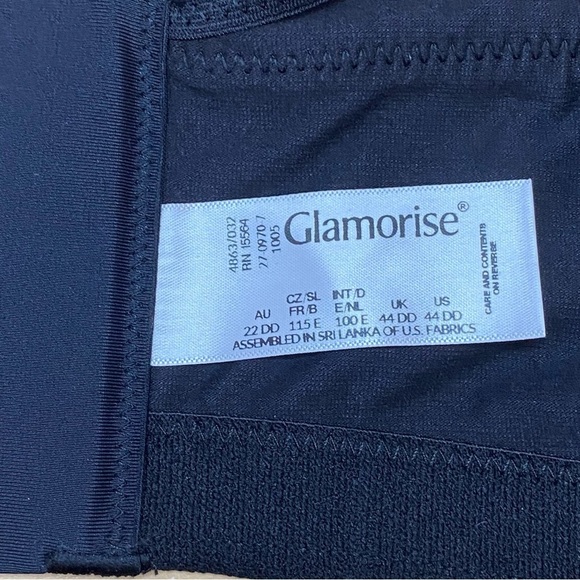 4863/032
RN 15564
27 0970 7
1005
Glamorise®
CZ/SL INT/D
AU FR/B E/NL UK US
22 DD 115 E 100 E 44 DD 44 DD
ASSEMBLED IN SRI LANKA OF U.S. FABRICS
CARE AND CONTENTS
ON REVERSE